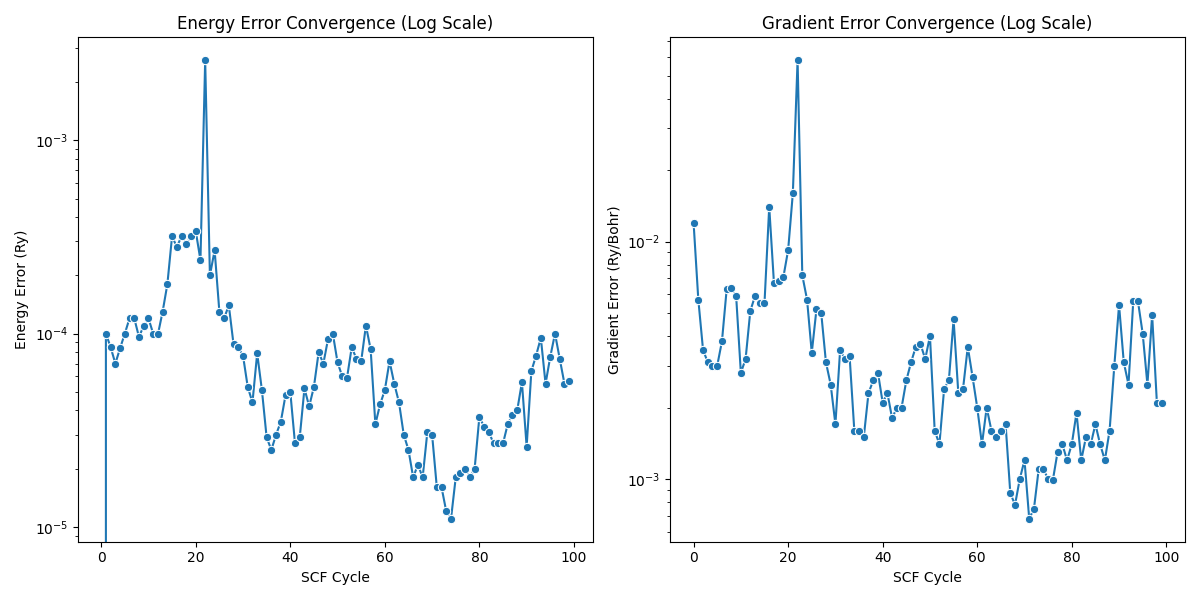 Energy Error Convergence (Log Scale)
Energy Error (Ry)
10⁻³
10⁻⁴
10⁻⁵
0 20 40 60 80 100
SCF Cycle
Gradient Error Convergence (Log Scale)
Gradient Error (Ry/Bohr)
10⁻²
10⁻³
0 20 40 60 80 100
SCF Cycle